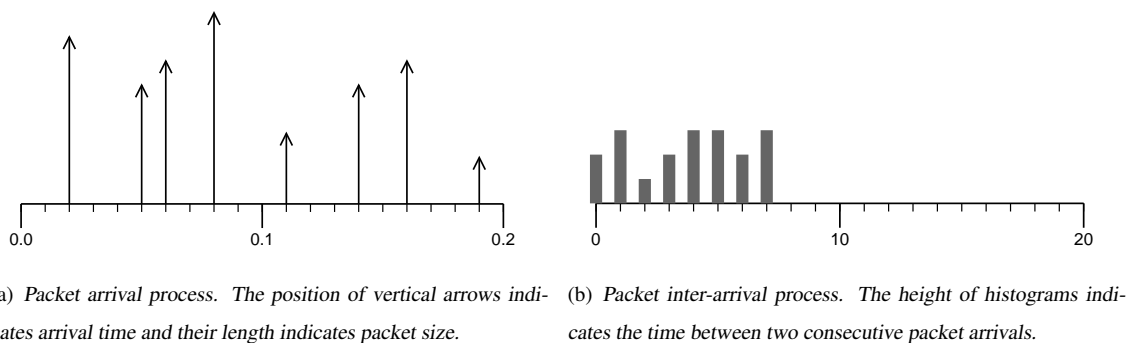 0.0 0.1 0.2
0 10 20
a) Packet arrival process. The position of vertical arrows indi-
ates arrival time and their length indicates packet size.
(b) Packet inter-arrival process. The height of histograms indi-
cates the time between two consecutive packet arrivals.